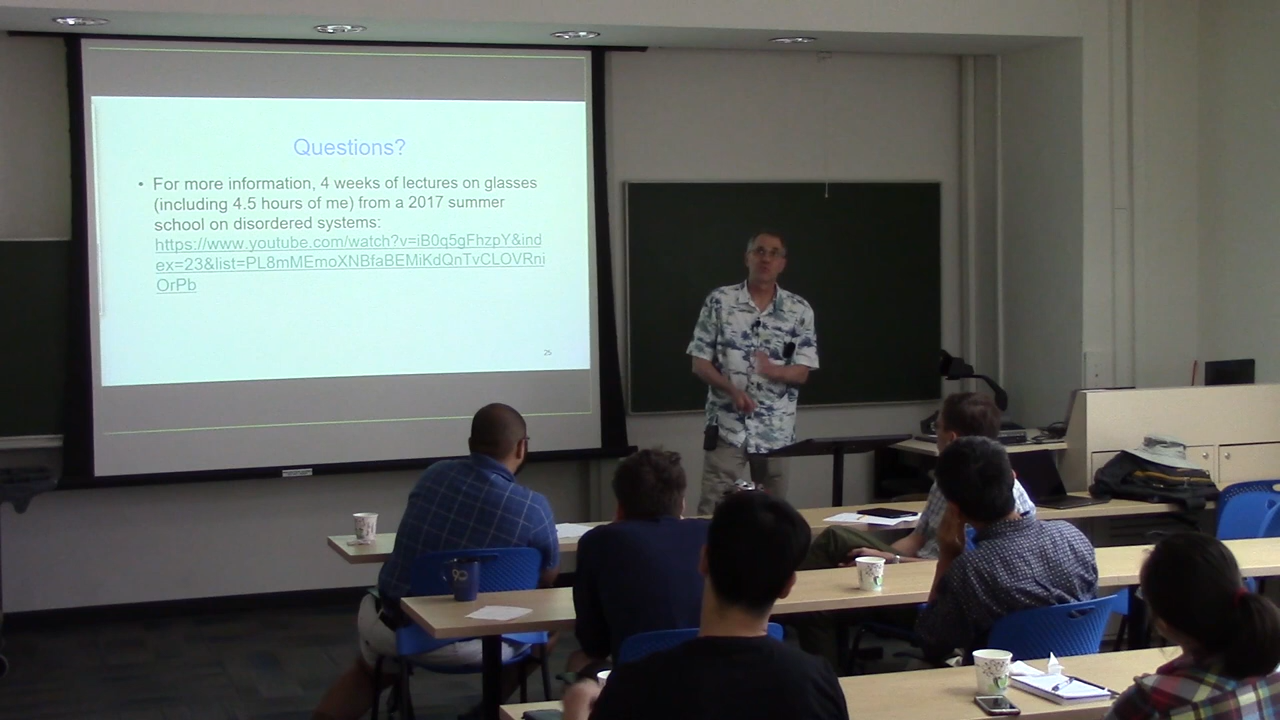 Questions?
• For more information, 4 weeks of lectures on glasses
(including 4.5 hours of me) from a 2017 summer
school on disordered systems:
https://www.youtube.com/watch?v=iB0q5gFhzpY&ind
ex=23&list=PL8mMEmoXNBfaBEMiKdQnTvCLOVRni
OrPb
25
90